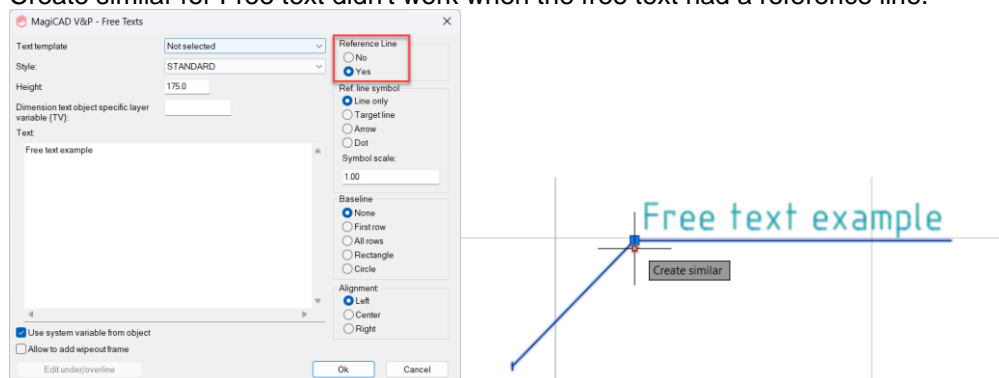 Create similar for Free text didn't work when the free text had a reference line.
MagiCAD V&P - Free Texts
Text template
Not selected
Style:
STANDARD
Height:
175.0
Dimension text object specific layer
variable (TV):
Text:
Free text example
Use system variable from object
Allow to add wipeout frame
Edit under/overline
Reference Line
No
Yes
Ref. line symbol
Line only
Target line
Arrow
Dot
Symbol scale:
1.00
Baseline
None
First row
All rows
Rectangle
Circle
Alignment
Left
Center
Right
Ok
Cancel
Free text example
Create similar